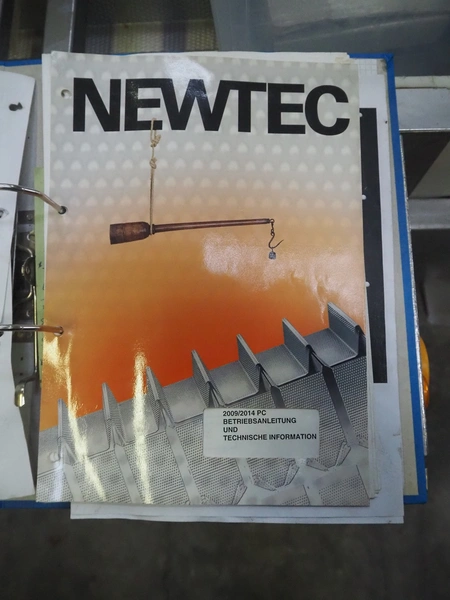 NEWTEC
2009/2014 PC
BETRIEBSANLEITUNG
UND
TECHNISCHE INFORMATION